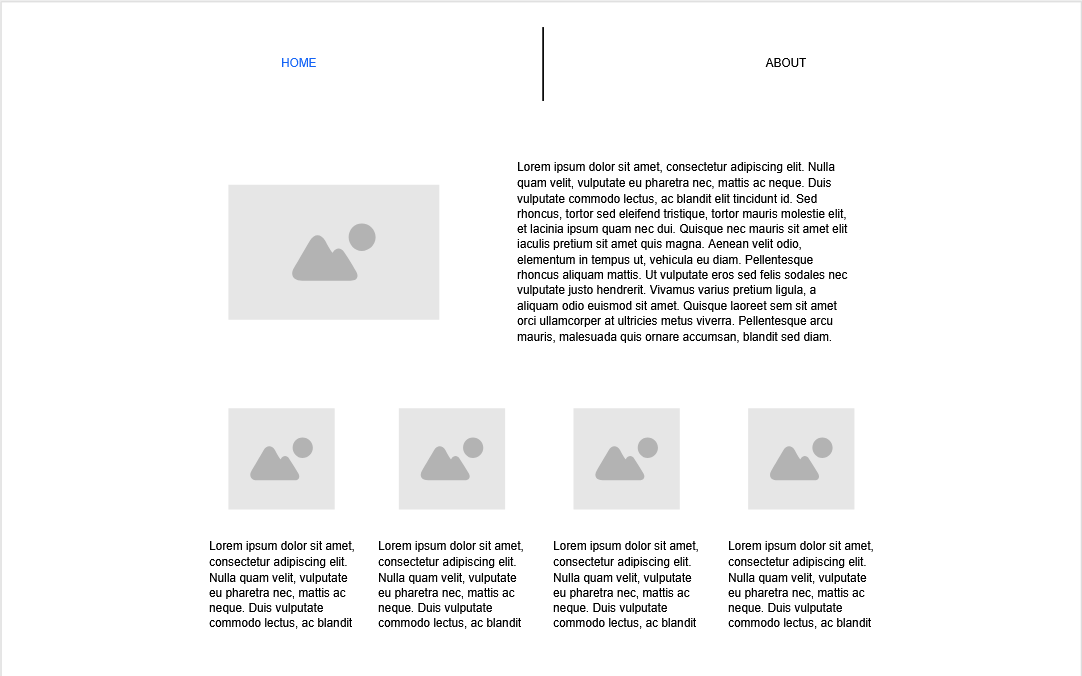 HOME
ABOUT
Lorem ipsum dolor sit amet, consectetur adipiscing elit. Nulla
quam velit, vulputate eu pharetra nec, mattis ac neque. Duis
vulputate commodo lectus, ac blandit elit tincidunt id. Sed
rhoncus, tortor sed eleifend tristique, tortor mauris molestie elit,
et lacinia ipsum quam nec dui. Quisque nec mauris sit amet elit
iaculis pretium sit amet quis magna. Aenean velit odio,
elementum in tempus ut, vehicula eu diam. Pellentesque
rhoncus aliquam mattis. Ut vulputate eros sed felis sodales nec
vulputate justo hendrerit. Vivamus varius pretium ligula, a
aliquam odio euismod sit amet. Quisque laoreet sem sit amet
orci ullamcorper at ultricies metus viverra. Pellentesque arcu
mauris, malesuada quis ornare accumsan, blandit sed diam.
Lorem ipsum dolor sit amet,
consectetur adipiscing elit.
Nulla quam velit, vulputate
eu pharetra nec, mattis ac
neque. Duis vulputate
commodo lectus, ac blandit
Lorem ipsum dolor sit amet,
consectetur adipiscing elit.
Nulla quam velit, vulputate
eu pharetra nec, mattis ac
neque. Duis vulputate
commodo lectus, ac blandit
Lorem ipsum dolor sit amet,
consectetur adipiscing elit.
Nulla quam velit, vulputate
eu pharetra nec, mattis ac
neque. Duis vulputate
commodo lectus, ac blandit
Lorem ipsum dolor sit amet,
consectetur adipiscing elit.
Nulla quam velit, vulputate
eu pharetra nec, mattis ac
neque. Duis vulputate
commodo lectus, ac blandit